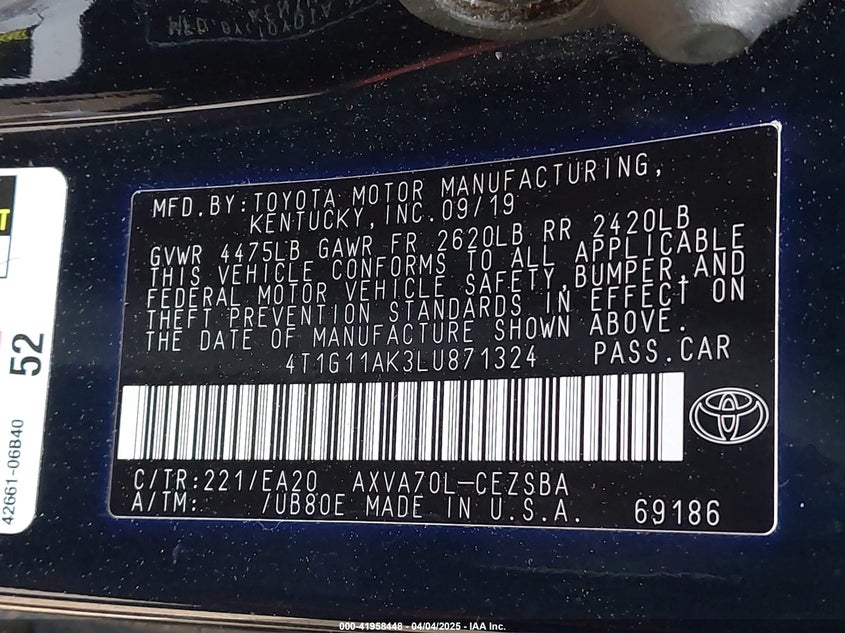 MFD.BY:TOYOTA MOTOR MANUFACTURING,
KENTUCKY,INC.09/19
GVWR 4475LB GAWR FR 2620LB RR 2420LB
THIS VEHICLE CONFORMS TO ALL APPLICABLE
FEDERAL MOTOR VEHICLE SAFETY,BUMPER,AND
THEFT PREVENTION STANDARDS IN EFFECT ON
THE DATE OF MANUFACTURE SHOWN ABOVE.
4T1G11AK3LU871324 PASS.CAR
C/TR:221/EA20 AXVA70L-CEZSBA
A/TM: /UB80E MADE IN U.S.A. 69186
52
42661-06B40
000-41958448 - 04/04/2025 - IAA Inc.